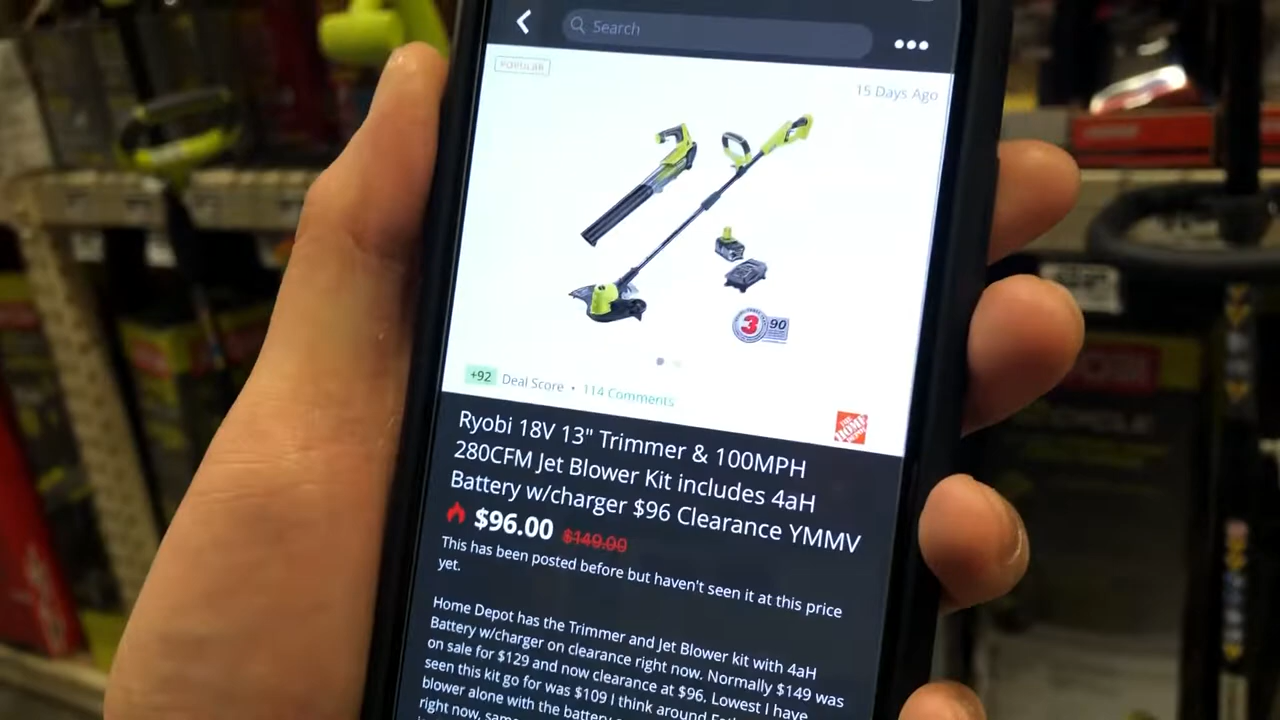 Search
POPULAR
15 Days Ago
3
90
+92 Deal Score • 114 Comments
THE HOME DEPOT
Ryobi 18V 13" Trimmer & 100MPH
280CFM Jet Blower Kit includes 4aH
Battery w/charger $96 Clearance YMMV
$96.00 $149.00
This has been posted before but haven't seen it at this price
yet.
Home Depot has the Trimmer and Jet Blower kit with 4aH
Battery w/charger on clearance right now. Normally $149 was
on sale for $129 and now clearance at $96. Lowest I have
seen this kit go for was $109 I think around
blower alone with the battery
right now,